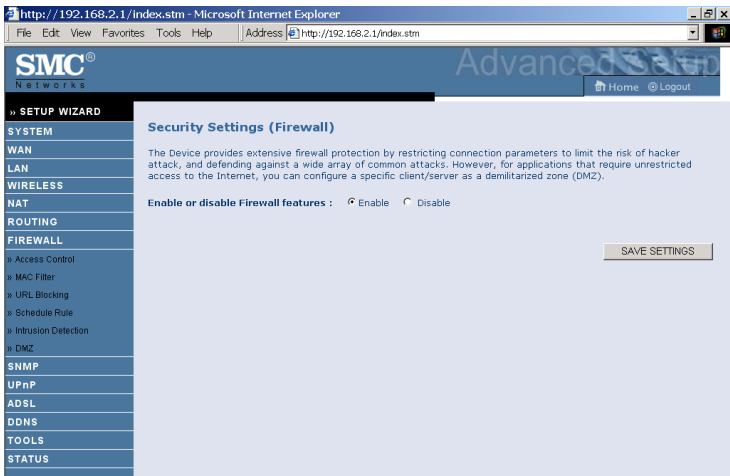 http://192.168.2.1/index.stm - Microsoft Internet Explorer
File Edit View Favorites Tools Help Address http://192.168.2.1/index.stm
SMC®
Networks
Advanced Setup
Home Logout
» SETUP WIZARD
SYSTEM
WAN
LAN
WIRELESS
NAT
ROUTING
FIREWALL
» Access Control
» MAC Filter
» URL Blocking
» Schedule Rule
» Intrusion Detection
» DMZ
SNMP
UPnP
ADSL
DDNS
TOOLS
STATUS
Security Settings (Firewall)
The Device provides extensive firewall protection by restricting connection parameters to limit the risk of hacker
attack, and defending against a wide array of common attacks. However, for applications that require unrestricted
access to the Internet, you can configure a specific client/server as a demilitarized zone (DMZ).
Enable or disable Firewall features : Enable Disable
SAVE SETTINGS